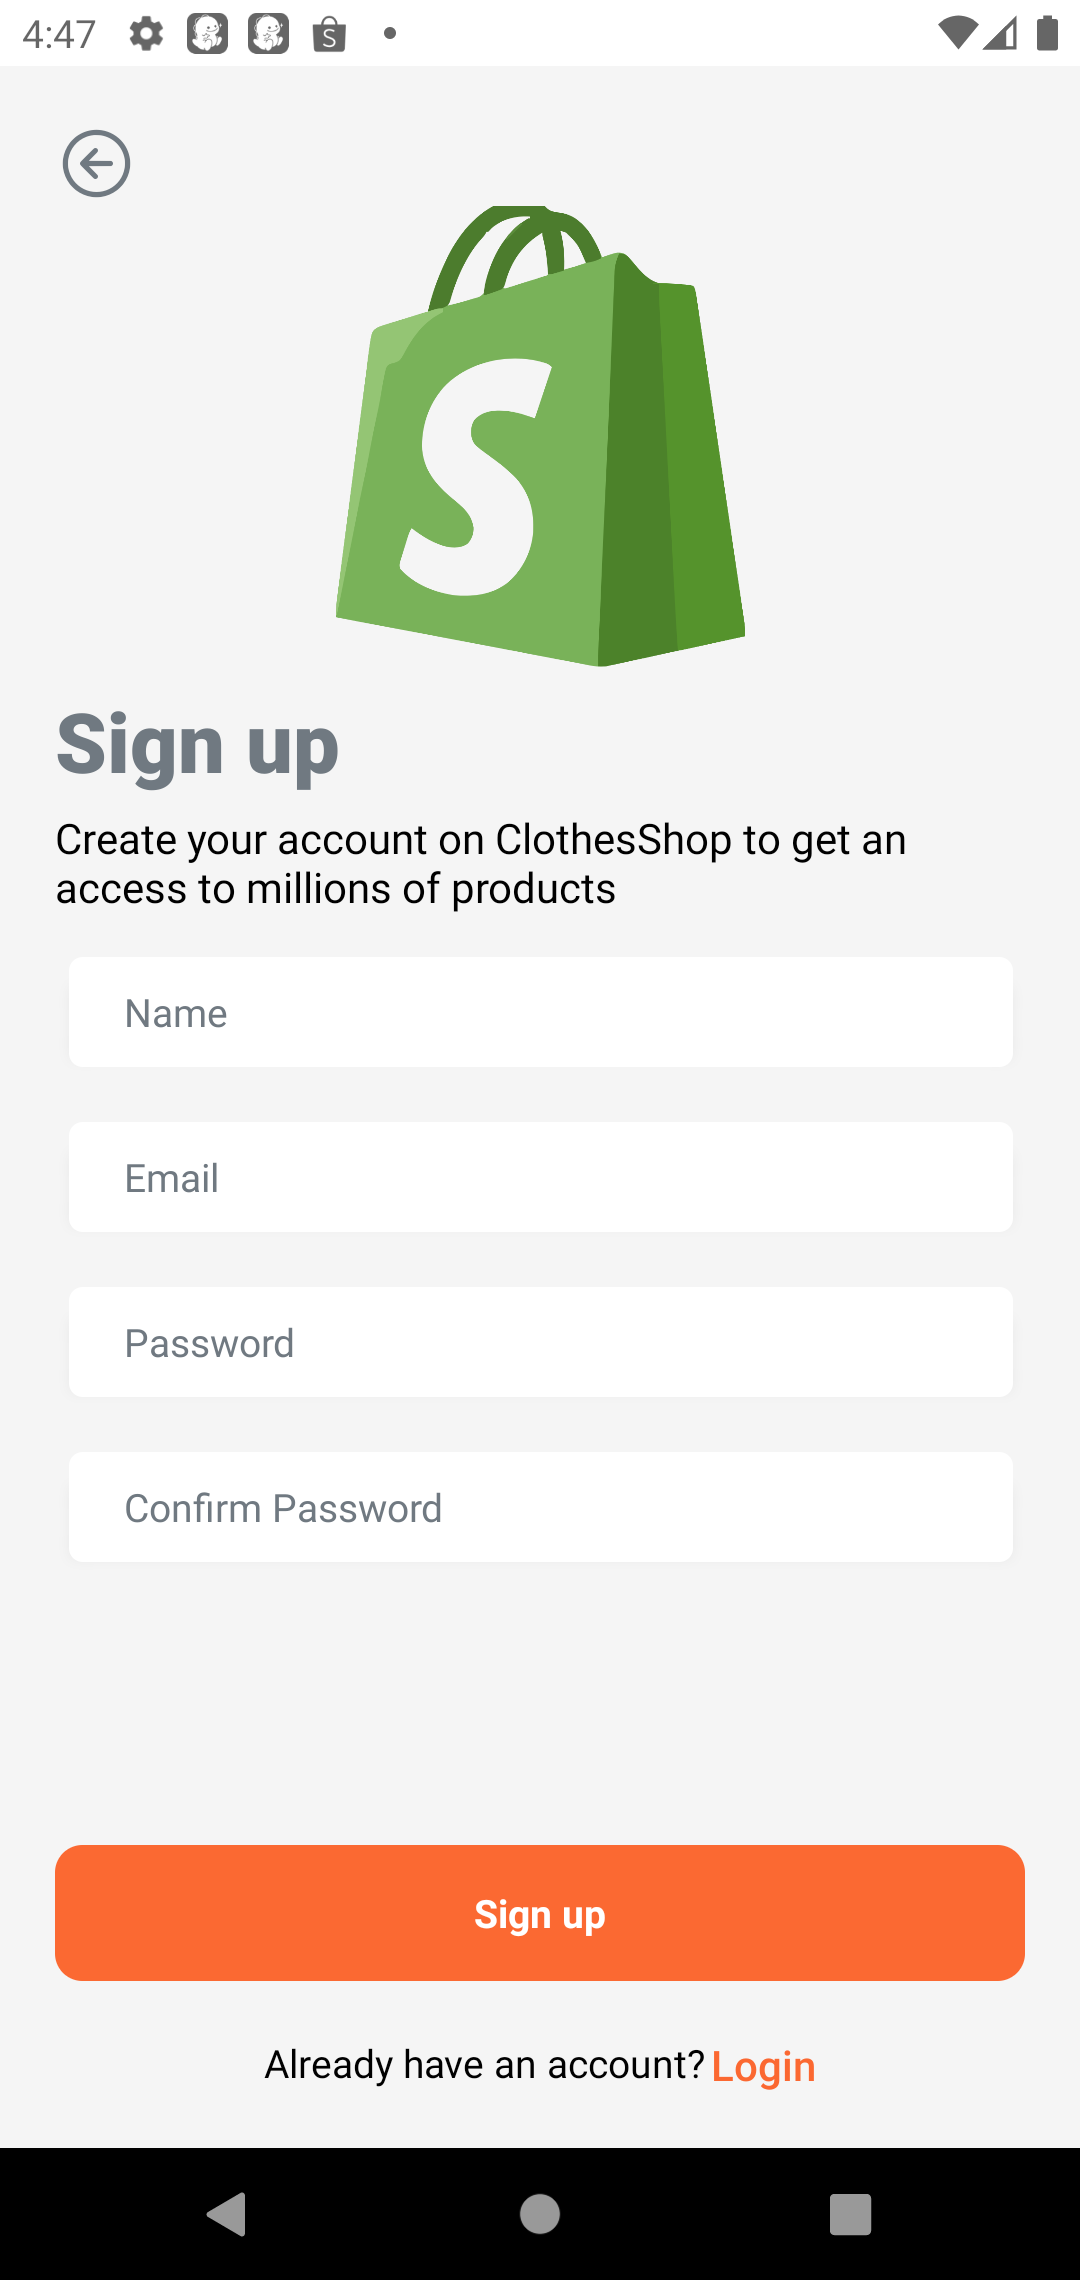 4:47
S
S
Sign up
Create your account on ClothesShop to get an
access to millions of products
Name
Email
Password
Confirm Password
Sign up
Already have an account? Login